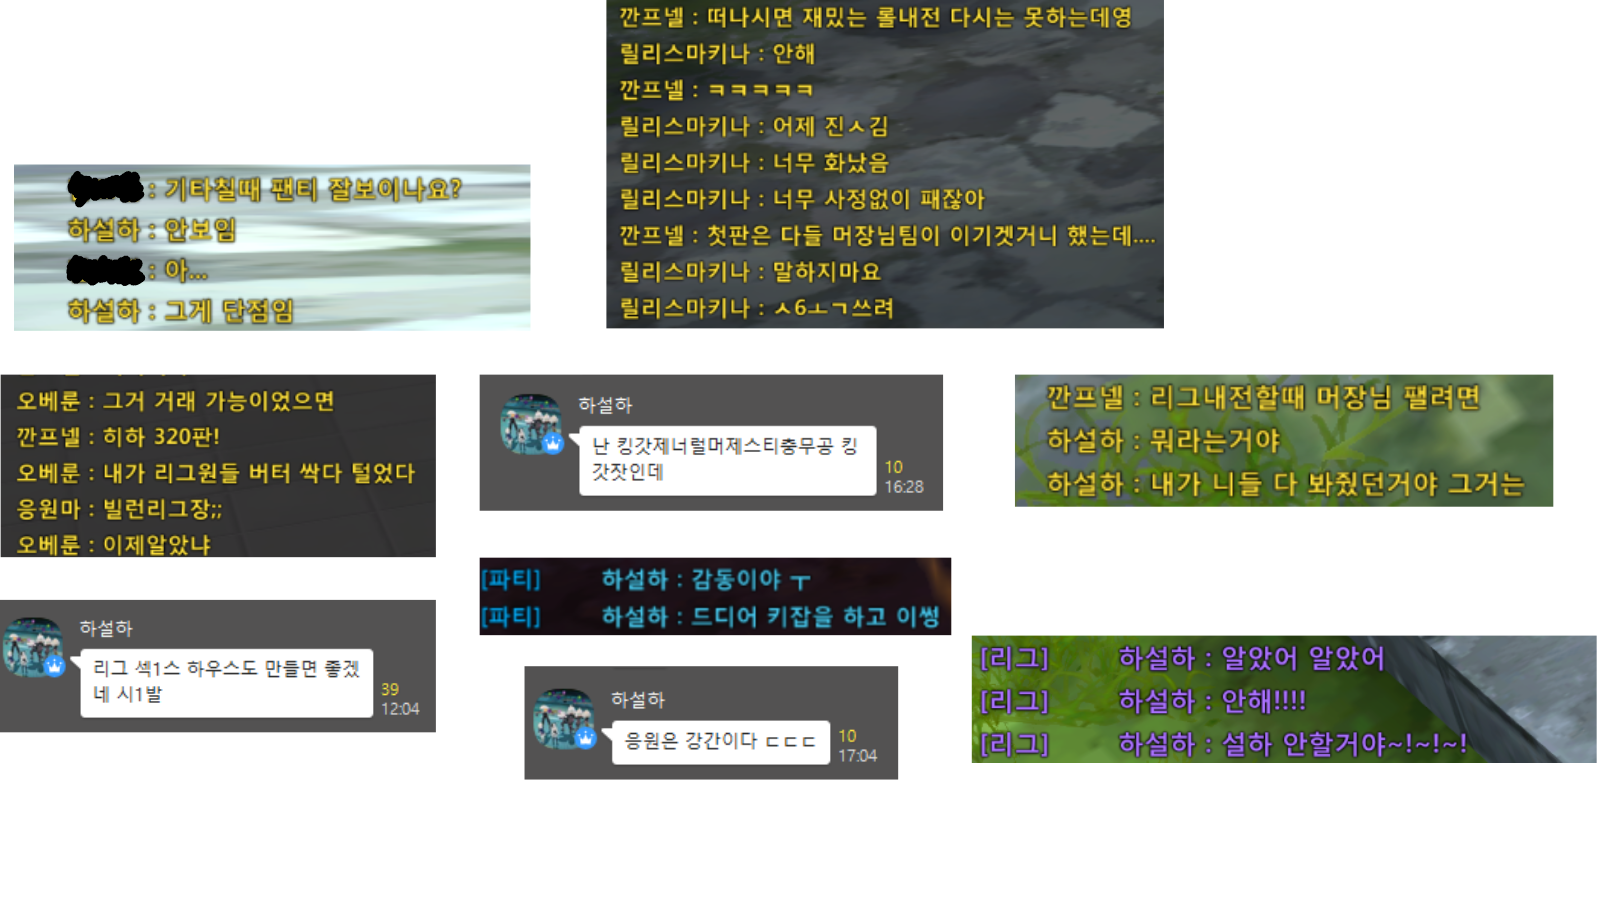 깐프넬 : 떠나시면 재밌는 롤내전 다시는 못하는데영
릴리스마키나 : 안해
깐프넬 : ㅋㅋㅋㅋㅋ
릴리스마키나 : 어제 진ㅅ김
릴리스마키나 : 너무 화났음
릴리스마키나 : 너무 사정없이 패잖아
깐프넬 : 첫판은 다들 머장님팀이 이기겟거니 했는데....
릴리스마키나 : 말하지마요
릴리스마키나 : ㅅ6ㅗㄱ쓰려
: 기타칠때 팬티 잘보이나요?
하설하 : 안보임
: 아...
하설하 : 그게 단점임
오베룬 : 그거 거래 가능이었으면
깐프넬 : 히하 320판!
오베룬 : 내가 리그원들 버터 싹다 털었다
응원마 : 빌런리그장;;
오베룬 : 이제알았냐
하설하
난 킹갓제너럴머제스티충무공 킹
갓잣인데
10
16:28
깐프넬 : 리그내전할때 머장님 팰려면
하설하 : 뭐라는거야
하설하 : 내가 니들 다 봐줬던거야 그거는
[파티] 하설하 : 감동이야 ㅜ
[파티] 하설하 : 드디어 키잡을 하고 이씽
하설하
리그 섹1스 하우스도 만들면 좋겠
네 시1발
39
12:04
하설하
응원은 강간이다 ㄷㄷㄷ
10
17:04
[리그] 하설하 : 알았어 알았어
[리그] 하설하 : 안해!!!!
[리그] 하설하 : 설하 안할거야~!~!~!